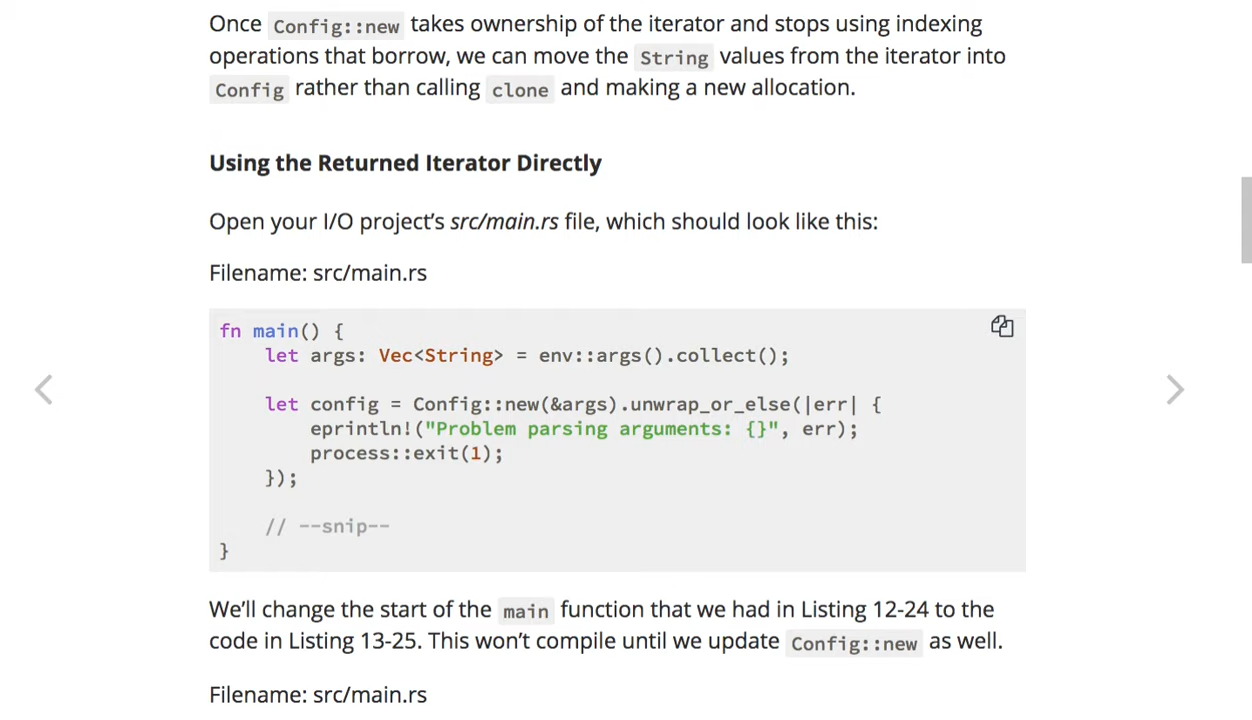 Once Config::new takes ownership of the iterator and stops using indexing
operations that borrow, we can move the String values from the iterator into
Config rather than calling clone and making a new allocation.
Using the Returned Iterator Directly
Open your I/O project’s src/main.rs file, which should look like this:
Filename: src/main.rs
fn main() {
    let args: Vec<String> = env::args().collect();
    let config = Config::new(&args).unwrap_or_else(|err| {
        eprintln!("Problem parsing arguments: {}", err);
        process::exit(1);
    });
    // --snip--
}
We’ll change the start of the main function that we had in Listing 12-24 to the
code in Listing 13-25. This won’t compile until we update Config::new as well.
Filename: src/main.rs